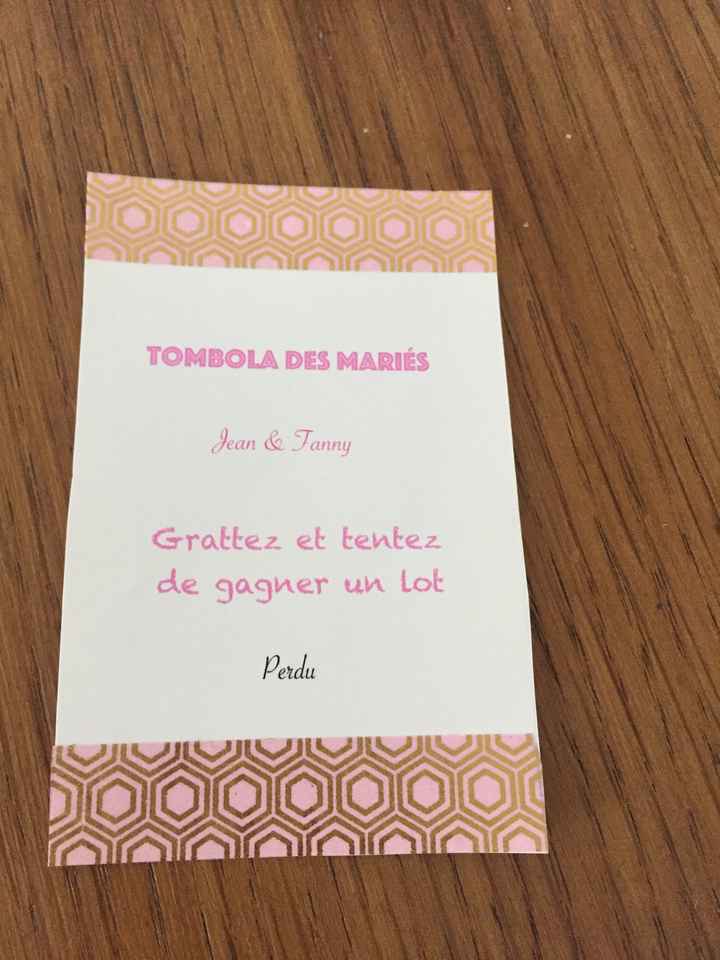 TOMBOLA DES MARIÉS
Jean & Fanny
Grattez et tentez
de gagner un lot
Perdu